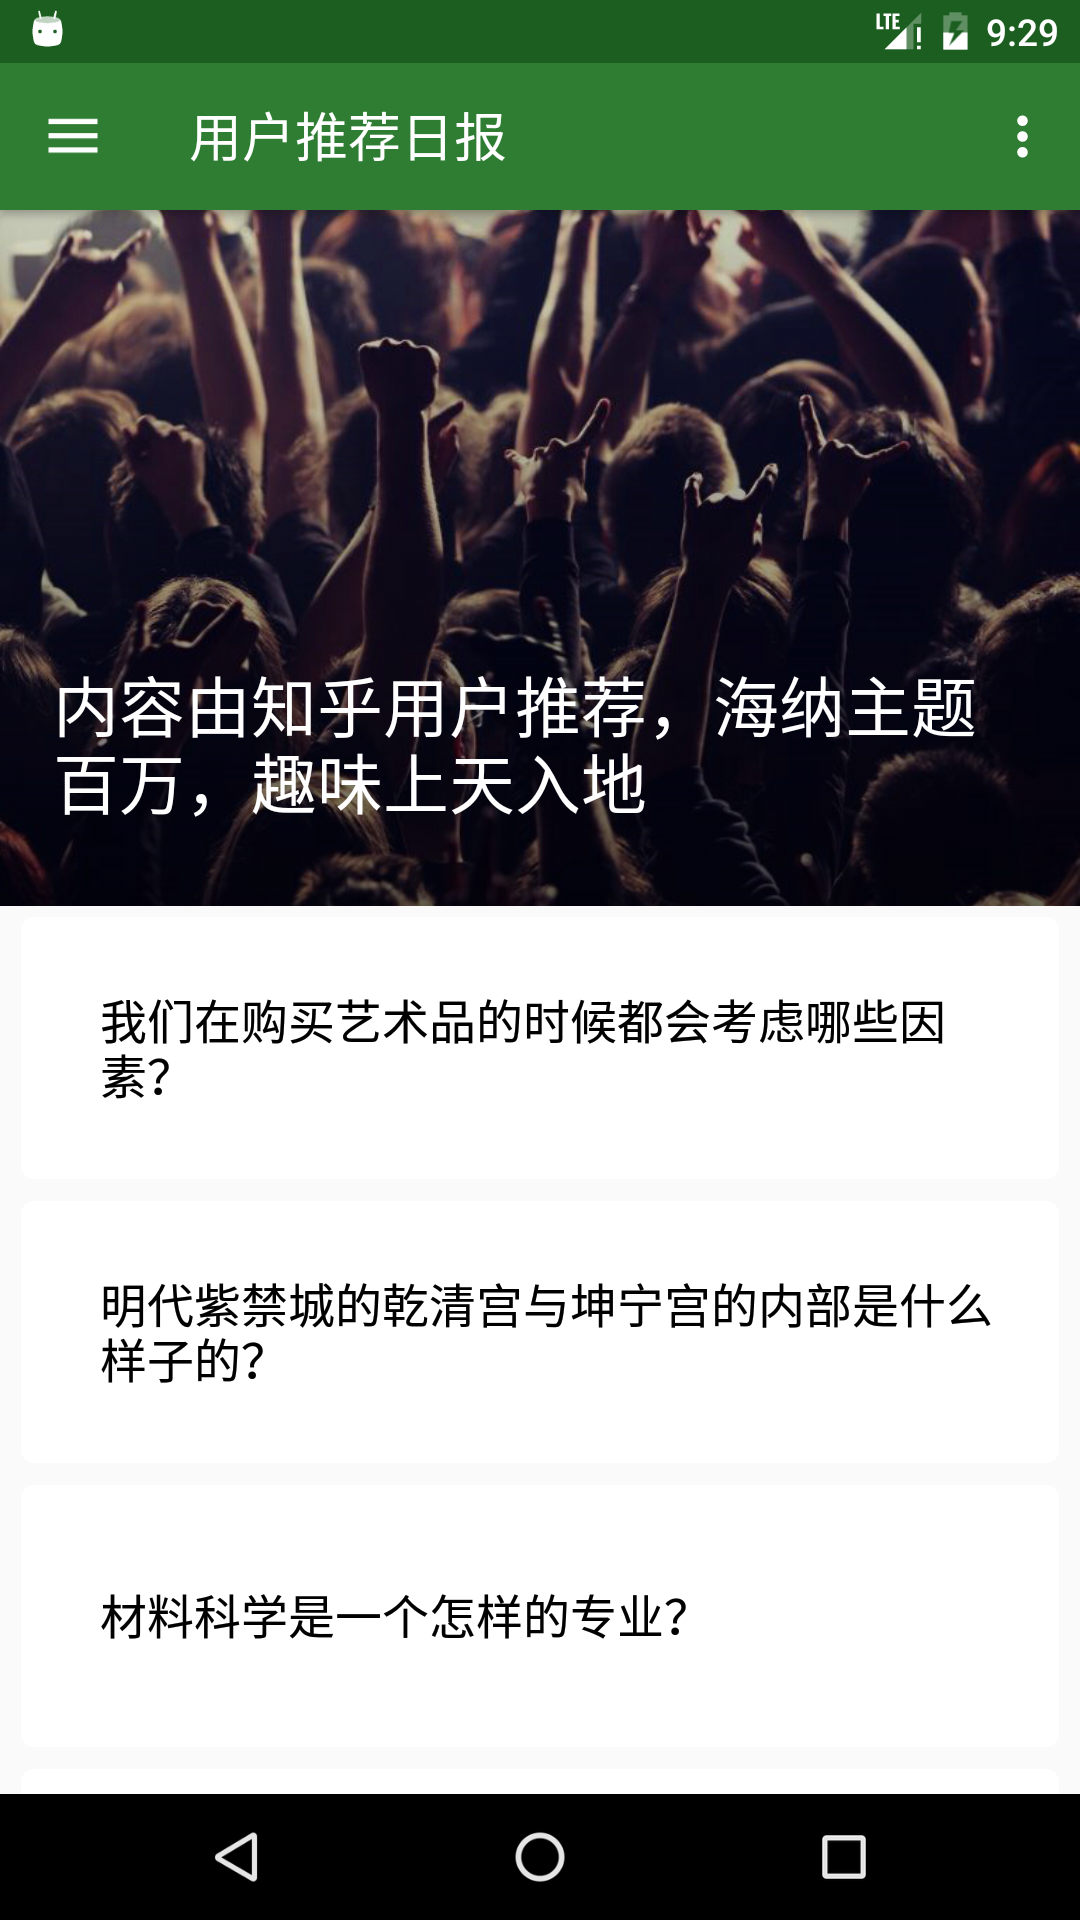 LTE 9:29
用户推荐日报
内容由知乎用户推荐，海纳主题
百万，趣味上天入地
我们在购买艺术品的时候都会考虑哪些因
素？
明代紫禁城的乾清宫与坤宁宫的内部是什么
样子的？
材料科学是一个怎样的专业？